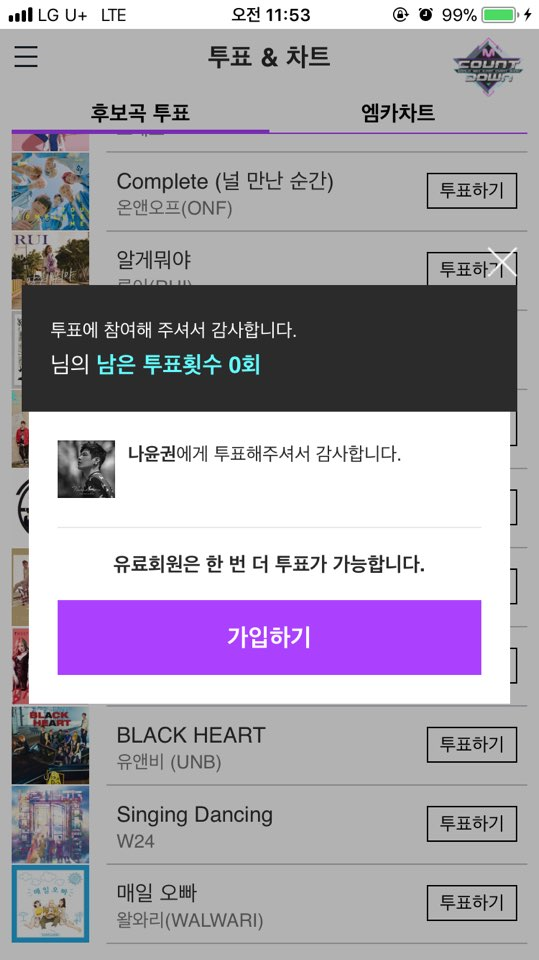 LG U+ LTE 오전 11:53 99%
투표 & 차트
M COUNT DOWN
후보곡 투표 엠카차트
Complete (널 만난 순간)
온앤오프(ONF)
투표하기
RUI
알게뭐야
투표하기
투표에 참여해 주셔서 감사합니다.
님의 남은 투표횟수 0회
나윤권에게 투표해주셔서 감사합니다.
유료회원은 한 번 더 투표가 가능합니다.
가입하기
BLACK HEART
BLACK HEART
유앤비 (UNB)
투표하기
Singing Dancing
W24
투표하기
매일 오빠
매일 오빠
왈와리(WALWARI)
투표하기